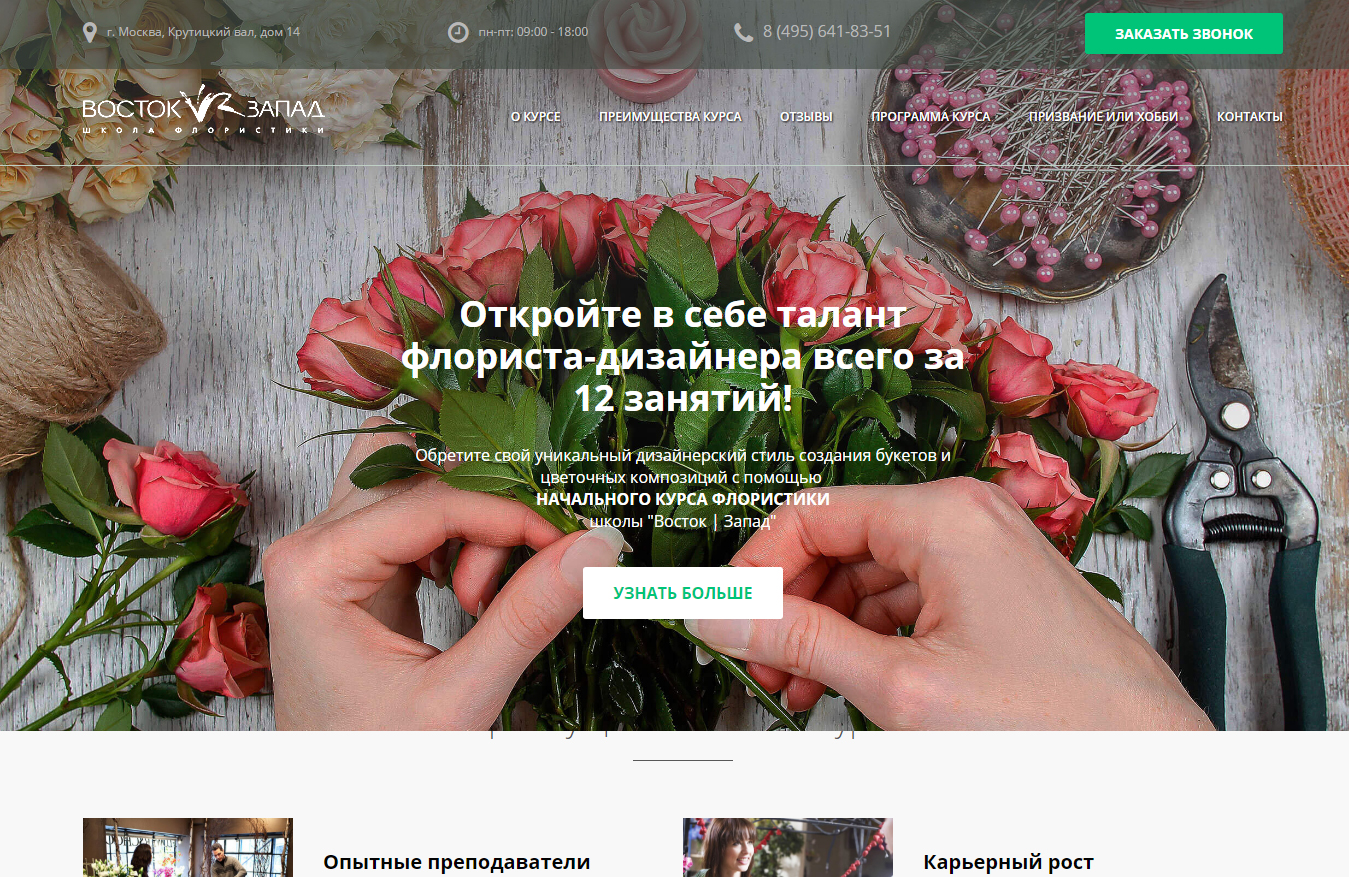 г. Москва, Крутицкий вал, дом 14
пн-пт: 09:00 - 18:00
8 (495) 641-83-51
ЗАКАЗАТЬ ЗВОНОК
ВОСТОК ЗАПАД
ШКОЛА ФЛОРИСТИКИ
О КУРСЕ
ПРЕИМУЩЕСТВА КУРСА
ОТЗЫВЫ
ПРОГРАММА КУРСА
ПРИЗВАНИЕ ИЛИ ХОББИ
КОНТАКТЫ
Откройте в себе талант
флориста-дизайнера всего за
12 занятий!
Обретите свой уникальный дизайнерский стиль создания букетов и
цветочных композиций с помощью
НАЧАЛЬНОГО КУРСА ФЛОРИСТИКИ
школы "Восток | Запад"
УЗНАТЬ БОЛЬШЕ
Опытные преподаватели
Карьерный рост